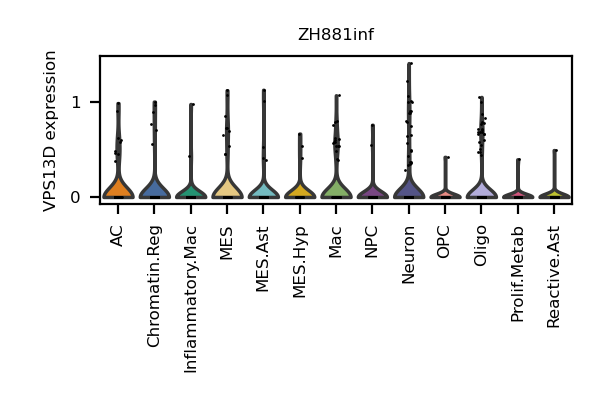 ZH881inf
VPS13D expression
1
0
AC
Chromatin.Reg
Inflammatory.Mac
MES
MES.Ast
MES.Hyp
Mac
NPC
Neuron
OPC
Oligo
Prolif.Metab
Reactive.Ast